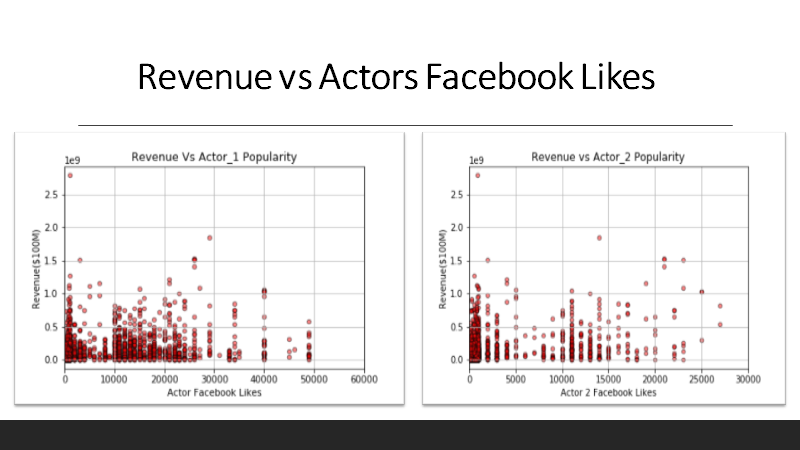 Revenue vs Actors Facebook Likes
Revenue Vs Actor_1 Popularity
1e9
Revenue($100M)
2.5
2.0
1.5
1.0
0.5
0.0
0 10000 20000 30000 40000 50000 60000
Actor Facebook Likes
Revenue vs Actor_2 Popularity
1e9
Revenue($100M)
2.5
2.0
1.5
1.0
0.5
0.0
0 5000 10000 15000 20000 25000 30000
Actor 2 Facebook Likes